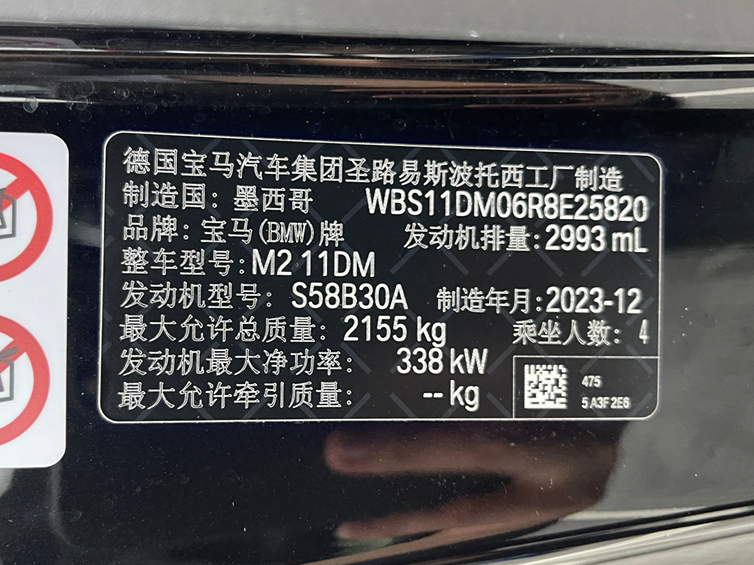 德国宝马汽车集团圣路易斯波托西工厂制造
制造国: 墨西哥 WBS11DM06R8E25820
品牌: 宝马(BMW)牌 发动机排量: 2993 mL
整车型号: M2 11DM
发动机型号: S58B30A 制造年月: 2023-12
最大允许总质量: 2155 kg 乘坐人数: 4
发动机最大净功率: 338 kW
最大允许牵引质量: -- kg
475
5A3F2E6